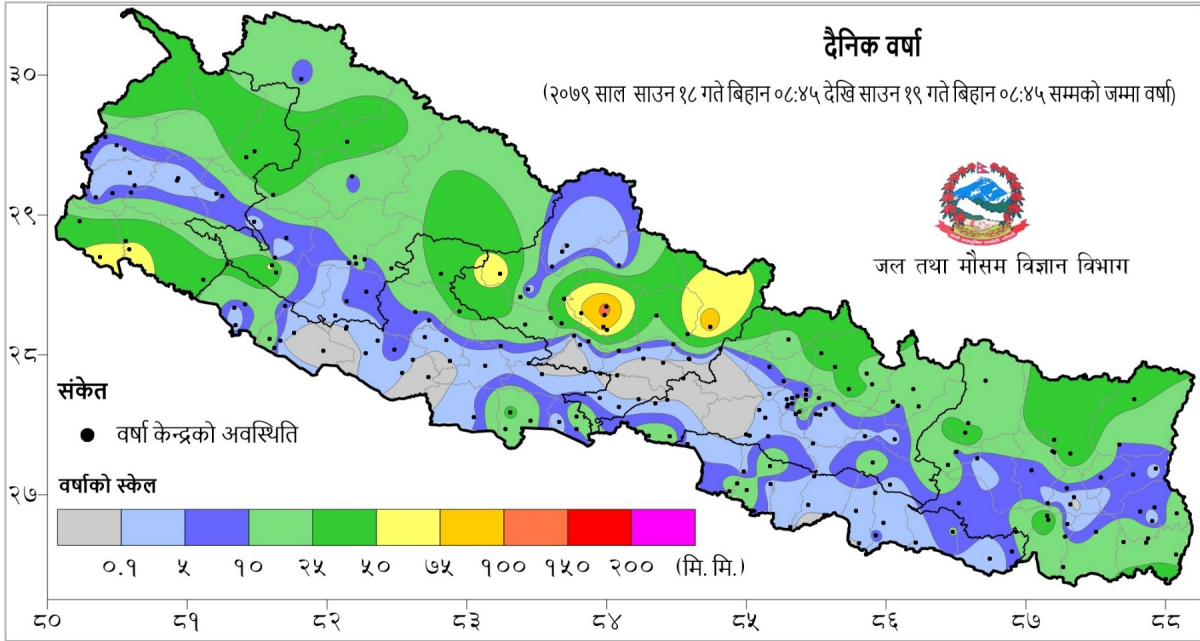 दैनिक वर्षा
(२०७९ साल साउन १८ गते बिहान ०८:४५ देखि साउन १९ गते बिहान ०८:४५ सम्मको जम्मा वर्षा)
३०
२९
जल तथा मौसम विज्ञान विभाग
२८
संकेत
वर्षा केन्द्रको अवस्थिति
वर्षाको स्केल
२७
०.१ ५ १० २५ ५० ७५ १०० १५० २०० (मि. मि.)
८० ८१ ८२ ८३ ८४ ८५ ८६ ८७ ८८